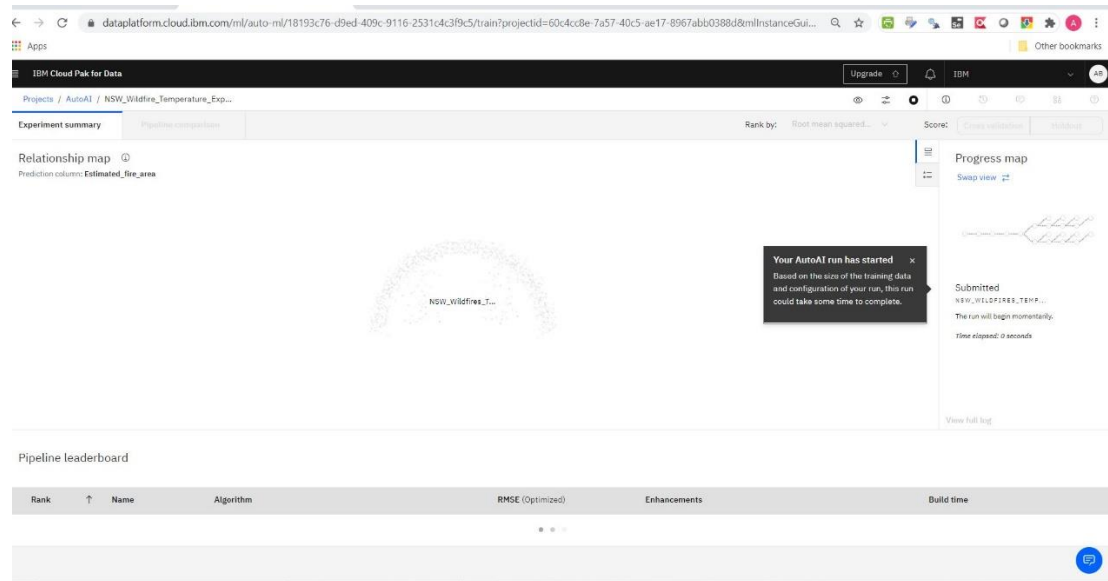 dataplatform.cloud.ibm.com/ml/auto-ml/18193c76-d9ed-409c-9116-2531c4c3f9c5/train?projectid=60c4cc8e-7a57-40c5-ae17-8967abb0388d&mlInstanceGui...
Apps
Other bookmarks
IBM Cloud Pak for Data
Upgrade
IBM
AB
Projects / AutoAI / NSW_Wildfire_Temperature_Exp...
Experiment summary
Pipeline comparison
Rank by: Root mean squared...
Score: Cross validation Holdout
Relationship map
Prediction column: Estimated_fire_area
NSW_Wildfires_T...
Progress map
Swap view
Your AutoAI run has started ×
Based on the size of the training data
and configuration of your run, this run
could take some time to complete.
Submitted
NSW_WILDFIRES_TEMP...
The run will begin momentarily.
Time elapsed: 0 seconds
View full log
Pipeline leaderboard
Rank ↑ Name Algorithm RMSE (Optimized) Enhancements Build time